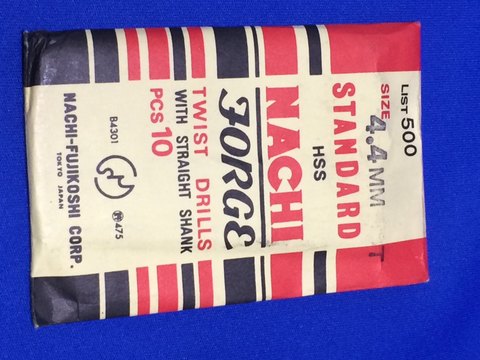 LIST 500
SIZE 4.4 MM
STANDARD
HSS
NACHI
FORGE
TWIST DRILLS
WITH STRAIGHT SHANK
PCS 10
B4301
475
NACHI-FUJIKOSHI CORP.
TOKYO JAPAN